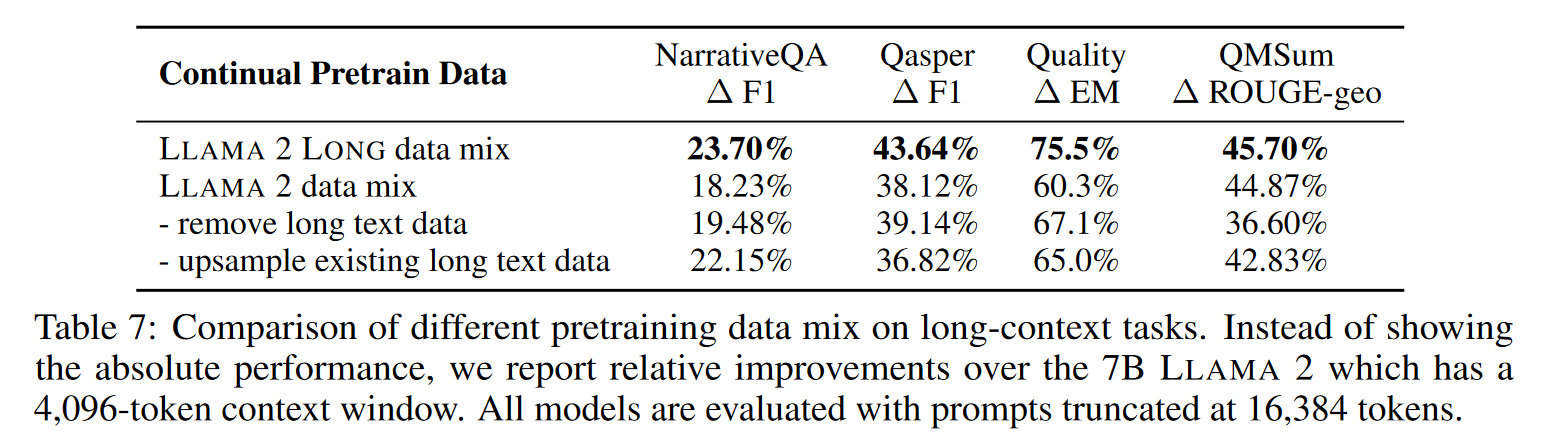 Continual Pretrain Data NarrativeQA Qasper Quality QMSum
∆ F1 ∆ F1 ∆ EM ∆ ROUGE-geo
LLAMA 2 LONG data mix 23.70% 43.64% 75.5% 45.70%
LLAMA 2 data mix 18.23% 38.12% 60.3% 44.87%
- remove long text data 19.48% 39.14% 67.1% 36.60%
- upsample existing long text data 22.15% 36.82% 65.0% 42.83%
Table 7: Comparison of different pretraining data mix on long-context tasks. Instead of showing
the absolute performance, we report relative improvements over the 7B LLAMA 2 which has a
4,096-token context window. All models are evaluated with prompts truncated at 16,384 tokens.